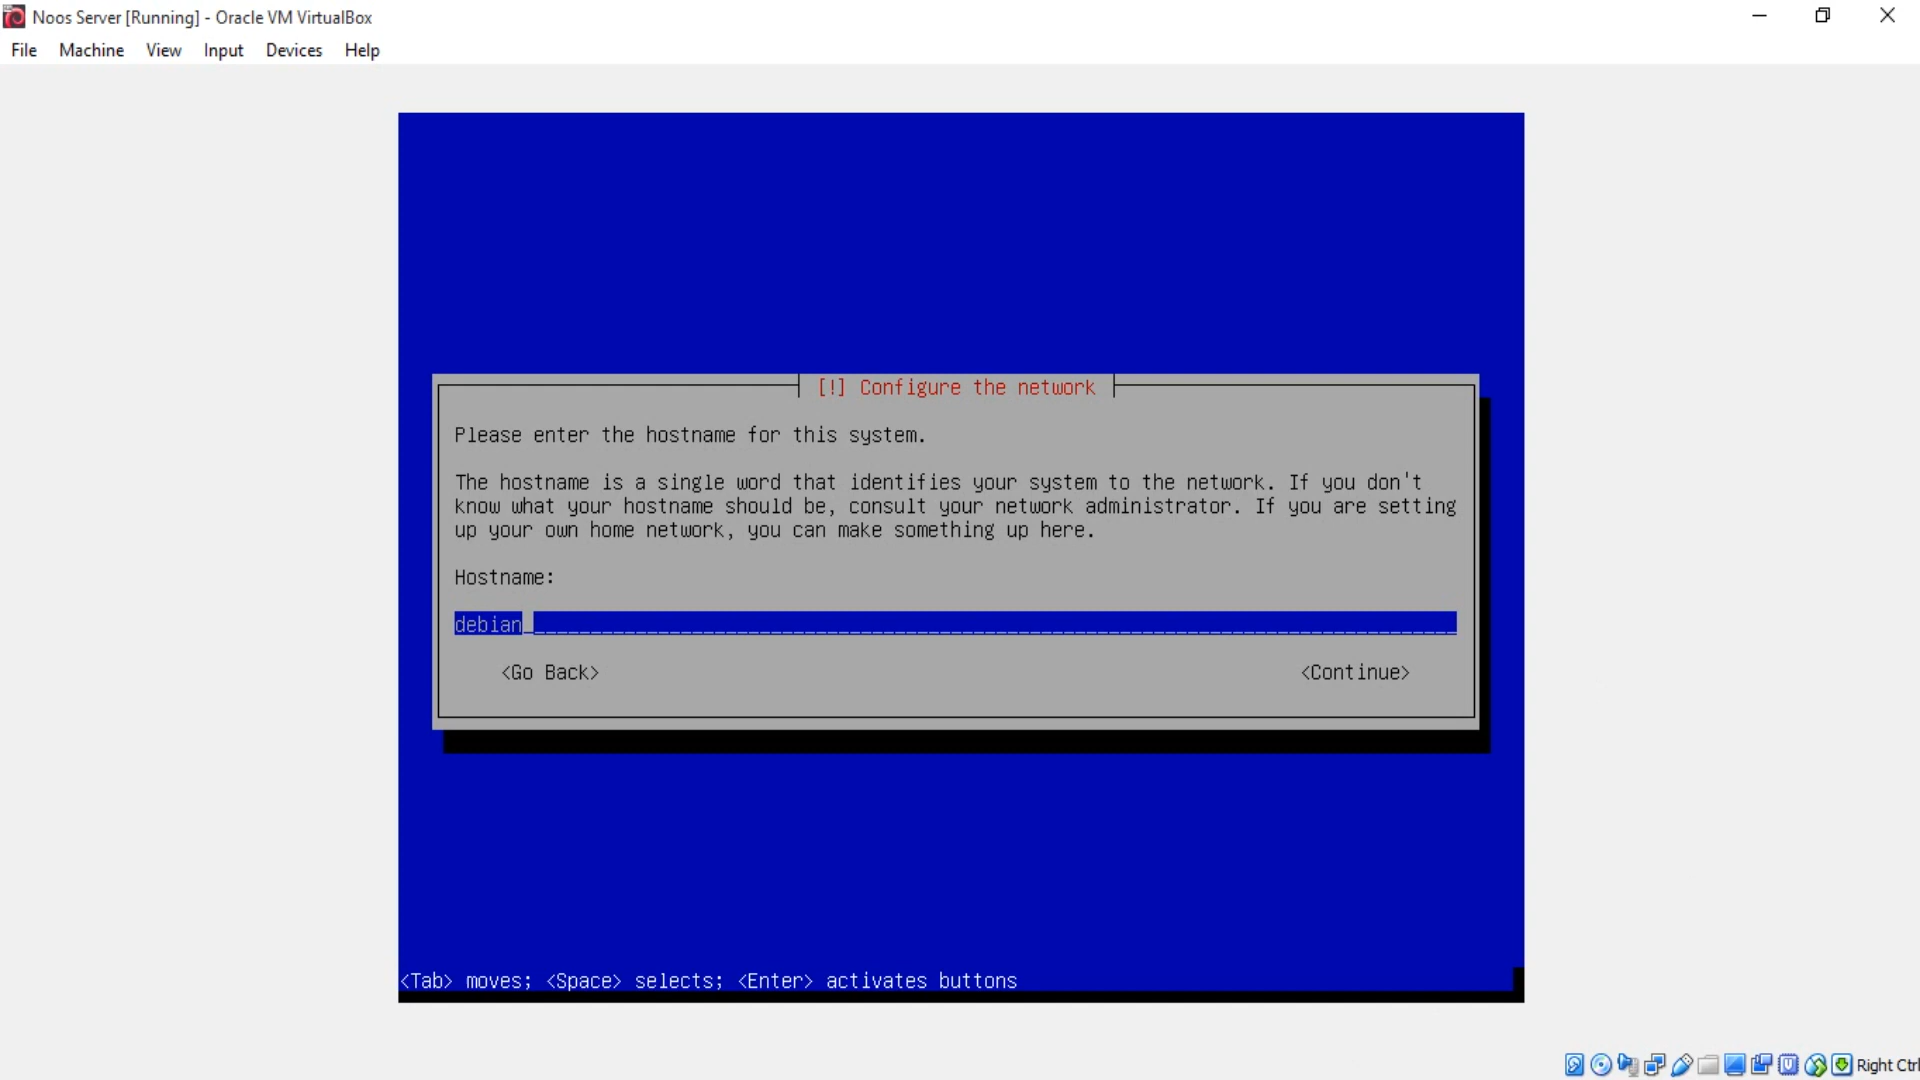 Noos Server [Running] - Oracle VM VirtualBox
File Machine View Input Devices Help
[!] Configure the network
Please enter the hostname for this system.
The hostname is a single word that identifies your system to the network. If you don't
know what your hostname should be, consult your network administrator. If you are setting
up your own home network, you can make something up here.
Hostname:
debian
<Go Back> <Continue>
<Tab> moves; <Space> selects; <Enter> activates buttons
Right Ctrl